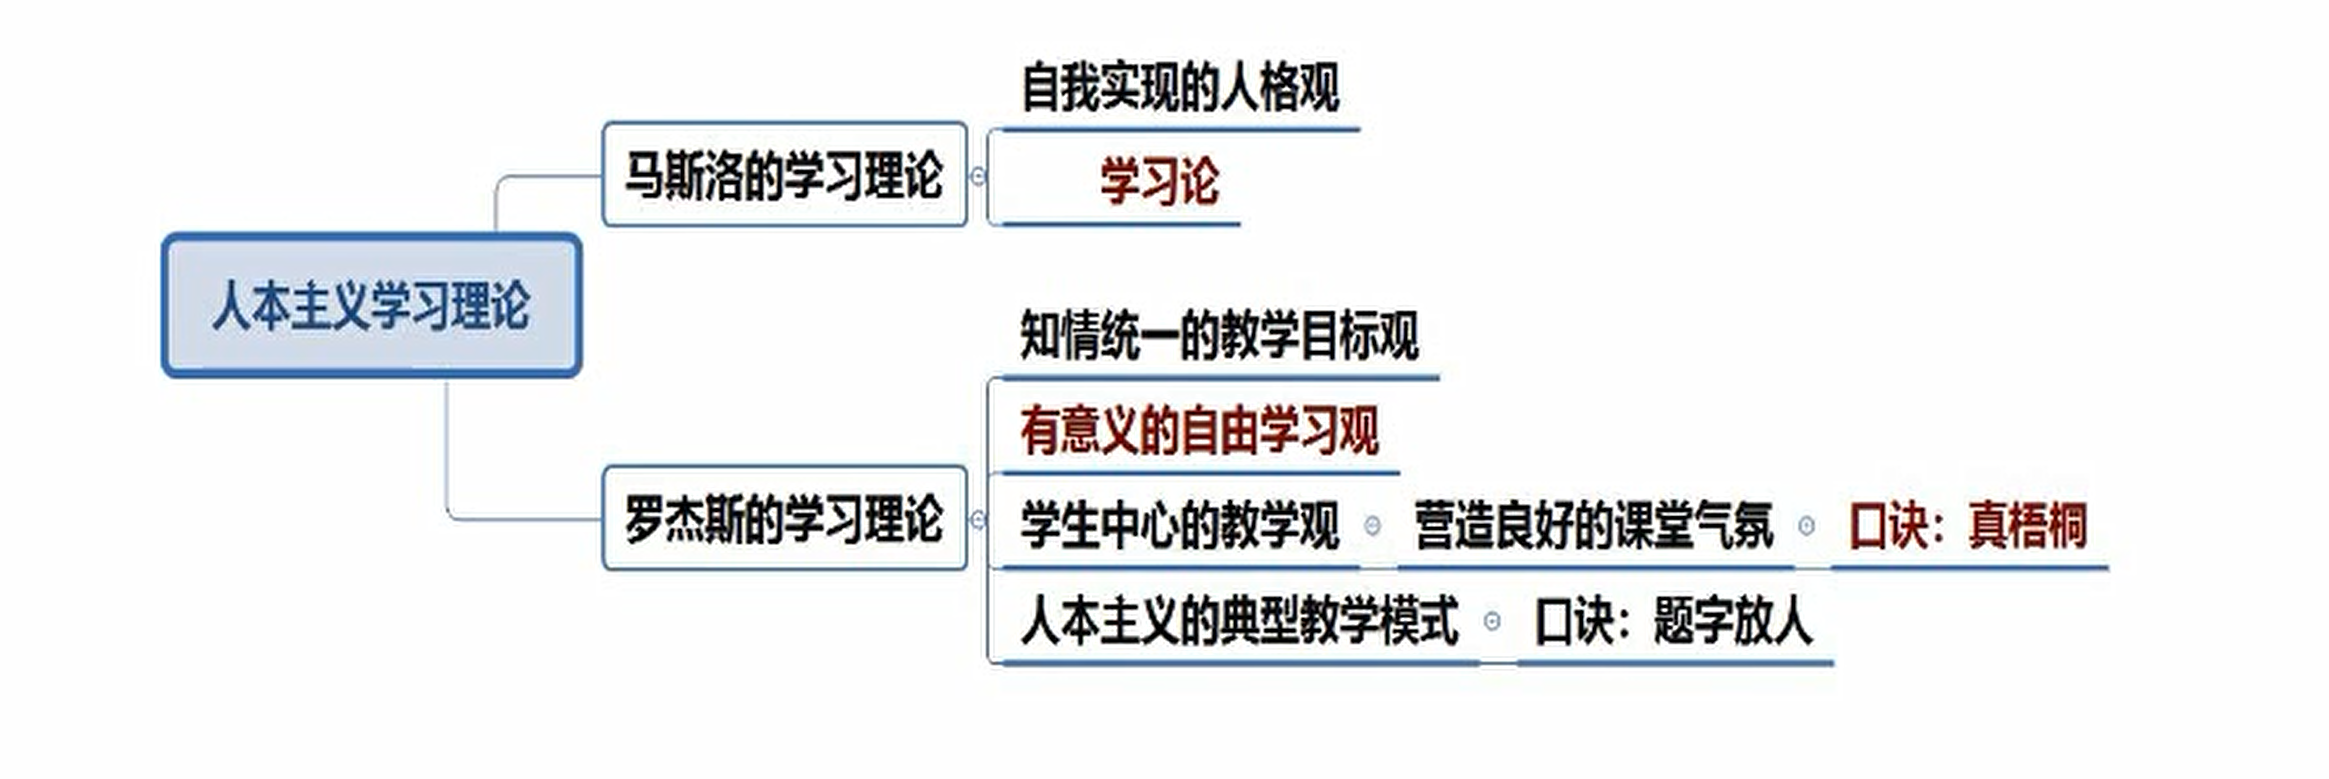 自我实现的人格观
马斯洛的学习理论
学习论
人本主义学习理论
知情统一的教学目标观
有意义的自由学习观
罗杰斯的学习理论
学生中心的教学观 营造良好的课堂气氛 口诀：真梧桐
人本主义的典型教学模式 口诀：题字放人